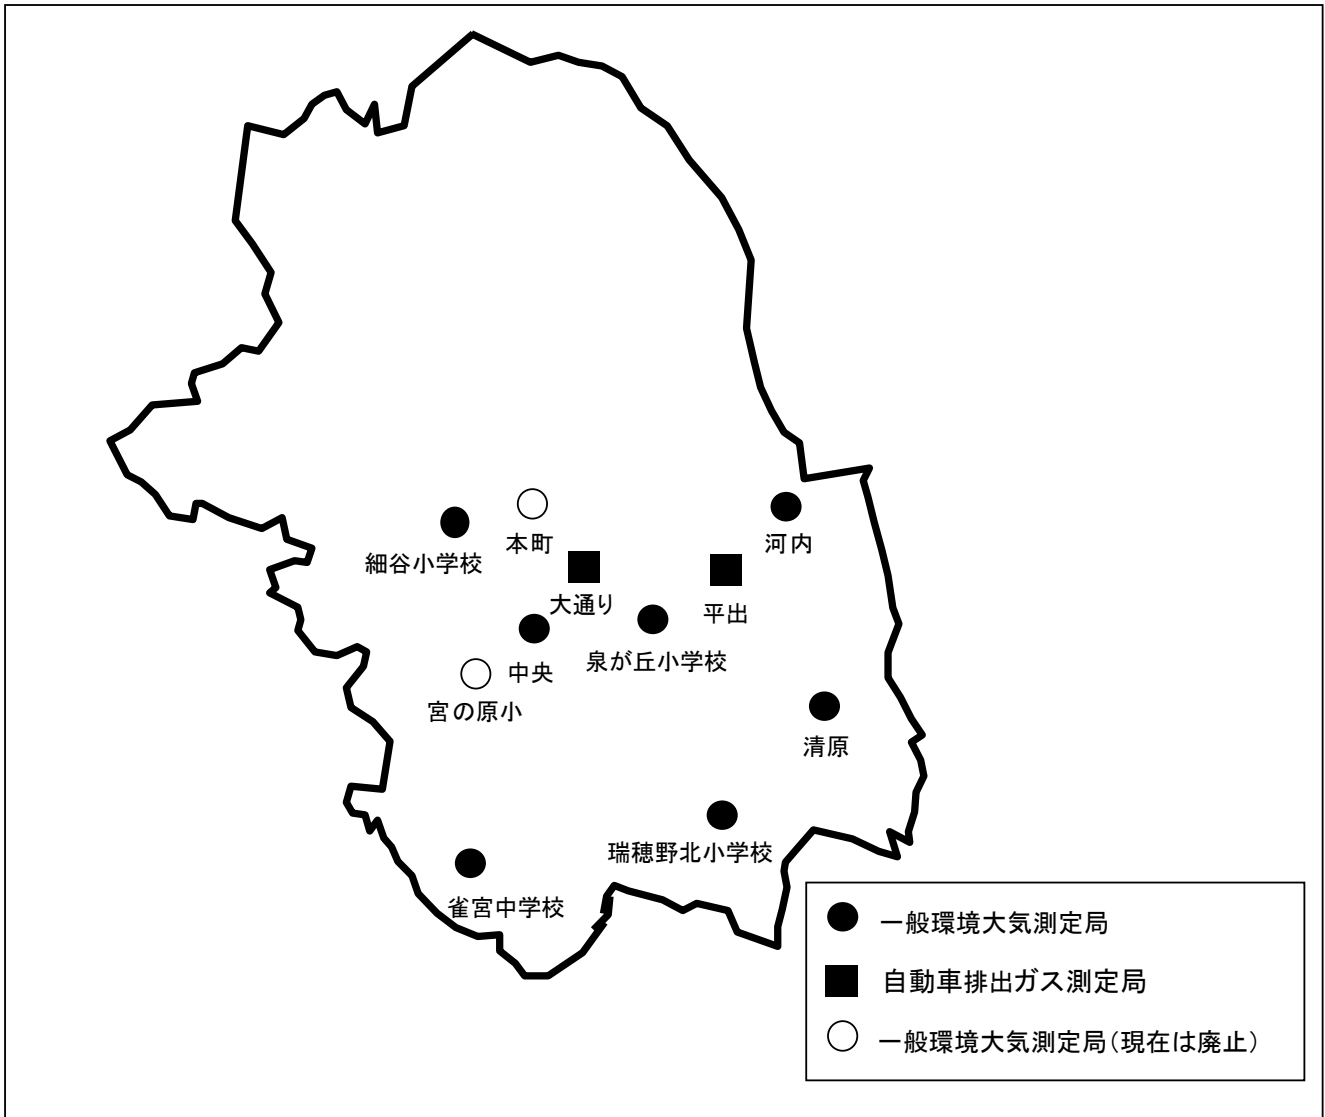 本町
河内
細谷小学校
大通り
平出
泉が丘小学校
中央
宮の原小
清原
瑞穂野北小学校
雀宮中学校
一般環境大気測定局
自動車排出ガス測定局
一般環境大気測定局(現在は廃止)